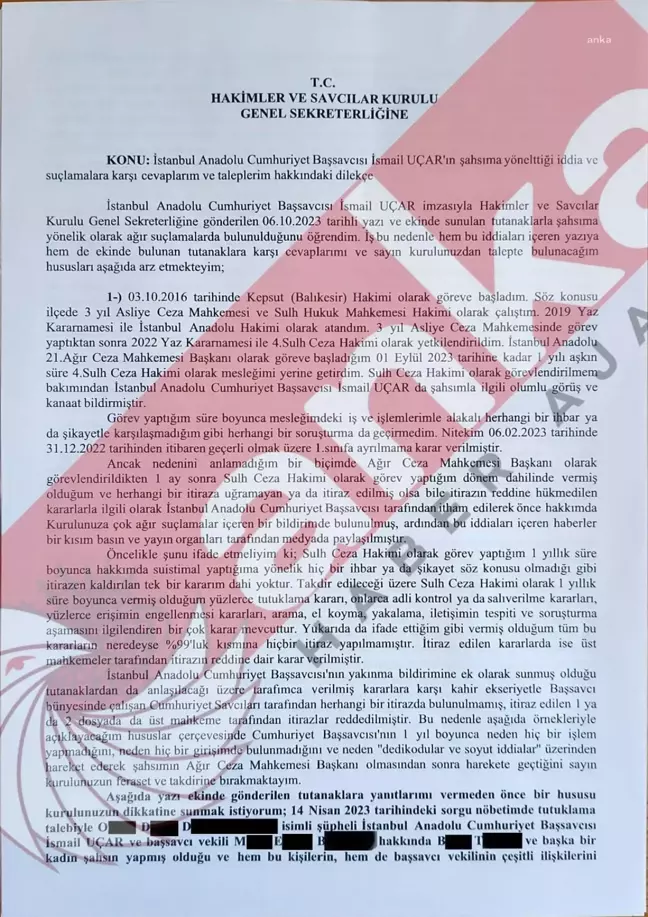 anka
T.C.
HAKİMLER VE SAVCILAR KURULU
GENEL SEKRETERLİĞİNE
KONU: İstanbul Anadolu Cumhuriyet Başsavcısı İsmail UÇAR'ın şahsıma yönelttiği iddia ve
suçlamalara karşı cevaplarım ve taleplerim hakkındaki dilekçe
İstanbul Anadolu Cumhuriyet Başsavcısı İsmail UÇAR imzasıyla Hakimler ve Savcılar
Kurulu Genel Sekreterliğine gönderilen 06.10.2023 tarihli yazı ve ekinde sunulan tutanaklarla şahsıma
yönelik olarak ağır suçlamalarda bulunulduğunu öğrendim. İş bu nedenle hem bu iddiaları içeren yazıya
hem de ekinde bulunan tutanaklara karşı cevaplarımı ve sayın kurulunuzdan talepte bulunacağım
hususları aşağıda arz etmekteyim;
1-) 03.10.2016 tarihinde Kepsut (Balıkesir) Hakimi olarak göreve başladım. Söz konusu
ilçede 3 yıl Asliye Ceza Mahkemesi ve Sulh Hukuk Mahkemesi Hakimi olarak çalıştım. 2019 Yaz
Kararnamesi ile İstanbul Anadolu Hakimi olarak atandım. 3 yıl Asliye Ceza Mahkemesinde görev
yaptıktan sonra 2022 Yaz Kararnamesi ile 4.Sulh Ceza Hakimi olarak yetkilendirildim. İstanbul Anadolu
21.Ağır Ceza Mahkemesi Başkanı olarak göreve başladığım 01 Eylül 2023 tarihine kadar 1 yılı aşkın
süre 4.Sulh Ceza Hakimi olarak mesleğimi yerine getirdim. Sulh Ceza Hakimi olarak görevlendirilmem
bakımından İstanbul Anadolu Cumhuriyet Başsavcısı İsmail UÇAR da şahsımla ilgili olumlu görüş ve
kanaat bildirmiştir.
Görev yaptığım süre boyunca mesleğimdeki iş ve işlemlerimle alakalı herhangi bir ihbar ya
da şikayetle karşılaşmadığım gibi herhangi bir soruşturma da geçirmedim. Nitekim 06.02.2023 tarihinde
31.12.2022 tarihinden itibaren geçerli olmak üzere 1.sınıfa ayrılmama karar verilmiştir.
Ancak nedenini anlamadığım bir biçimde Ağır Ceza Mahkemesi Başkanı olarak
görevlendirildikten 1 ay sonra Sulh Ceza Hakimi olarak görev yaptığım dönem dahilinde vermiş
olduğum ve herhangi bir itiraza uğramayan ya da itiraz edilmiş olsa bile itirazın reddine hükmedilen
kararlarla ilgili olarak İstanbul Anadolu Cumhuriyet Başsavcısı tarafından iddia edilerek önce hakkımda
Kurulunuza çok ağır suçlamalar içeren bir bildirimde bulunulmuş, ardından bu iddiaları içeren haberler
bir kısım basın ve yayın organları tarafından medyada paylaşılmıştır.
Öncelikle şunu ifade etmeliyim ki; Sulh Ceza Hakimi olarak görev yaptığım 1 yıllık süre
boyunca hakkımda suistimal yaptığıma yönelik hiç bir ihbar ya da şikayet söz konusu olmadığı gibi
itirazen kaldırılan tek bir kararım dahi yoktur. Takdir edileceği üzere Sulh Ceza Hakimi olarak 1 yıllık
süre boyunca vermiş olduğum yüzlerce tutuklama kararı, onlarca adli kontrol ya da salıverilme kararları,
yüzlerce erişimin engellenmesi kararları, arama, el koyma, yakalama, iletişimin tespiti ve soruşturma
aşamasını ilgilendiren bir çok karar mevcuttur. Yukarıda da ifade ettiğim gibi vermiş olduğum tüm bu
kararların neredeyse %99'luk kısmına hiçbir itiraz yapılmamıştır. İtiraz edilen kararlarda ise üst
mahkemeler tarafından itirazın reddine dair karar verilmiştir.
İstanbul Anadolu Cumhuriyet Başsavcısı'nın yakınma bildirimine ek olarak sunmuş olduğu
tutanaklardan da anlaşılacağı üzere tarafımca verilmiş kararlara karşı kahir ekseriyetle Başsavcı
bünyesinde çalışan Cumhuriyet Savcıları tarafından herhangi bir itirazda bulunulmamış, itiraz edilen 1 ya
da 2 dosyada da üst mahkeme tarafından itirazlar reddedilmiştir. Bu nedenle aşağıda örnekleriyle
açıklayacağım hususlar çerçevesinde Cumhuriyet Başsavcısı'nın 1 yıl boyunca neden hiç bir işlem
yapmadığını, neden hiç bir girişimde bulunmadığını ve neden "dedikodular ve soyut iddialar" üzerinden
hareket ederek şahsımın Ağır Ceza Mahkemesi Başkanı olmasından sonra harekete geçtiğini sayın
kurulunuzun feraset ve takdirine bırakmaktayım.
Aşağıda yazı ekinde gönderilen tutanaklara yanıtlarımı vermeden önce bir hususu
kurulunuzun dikkatine sunmak istiyorum; 14 Nisan 2023 tarihindeki sorgu nöbetimde tutuklama
talebiyle O D D isimli şüpheli İstanbul Anadolu Cumhuriyet Başsavcısı
İsmail UÇAR ve başsavcı vekili M E B hakkında B T ve başka bir
kadın şahsın yapmış olduğu ve hem bu kişilerin, hem de başsavcı vekilinin çeşitli ilişkilerini
anka
HABER AJA